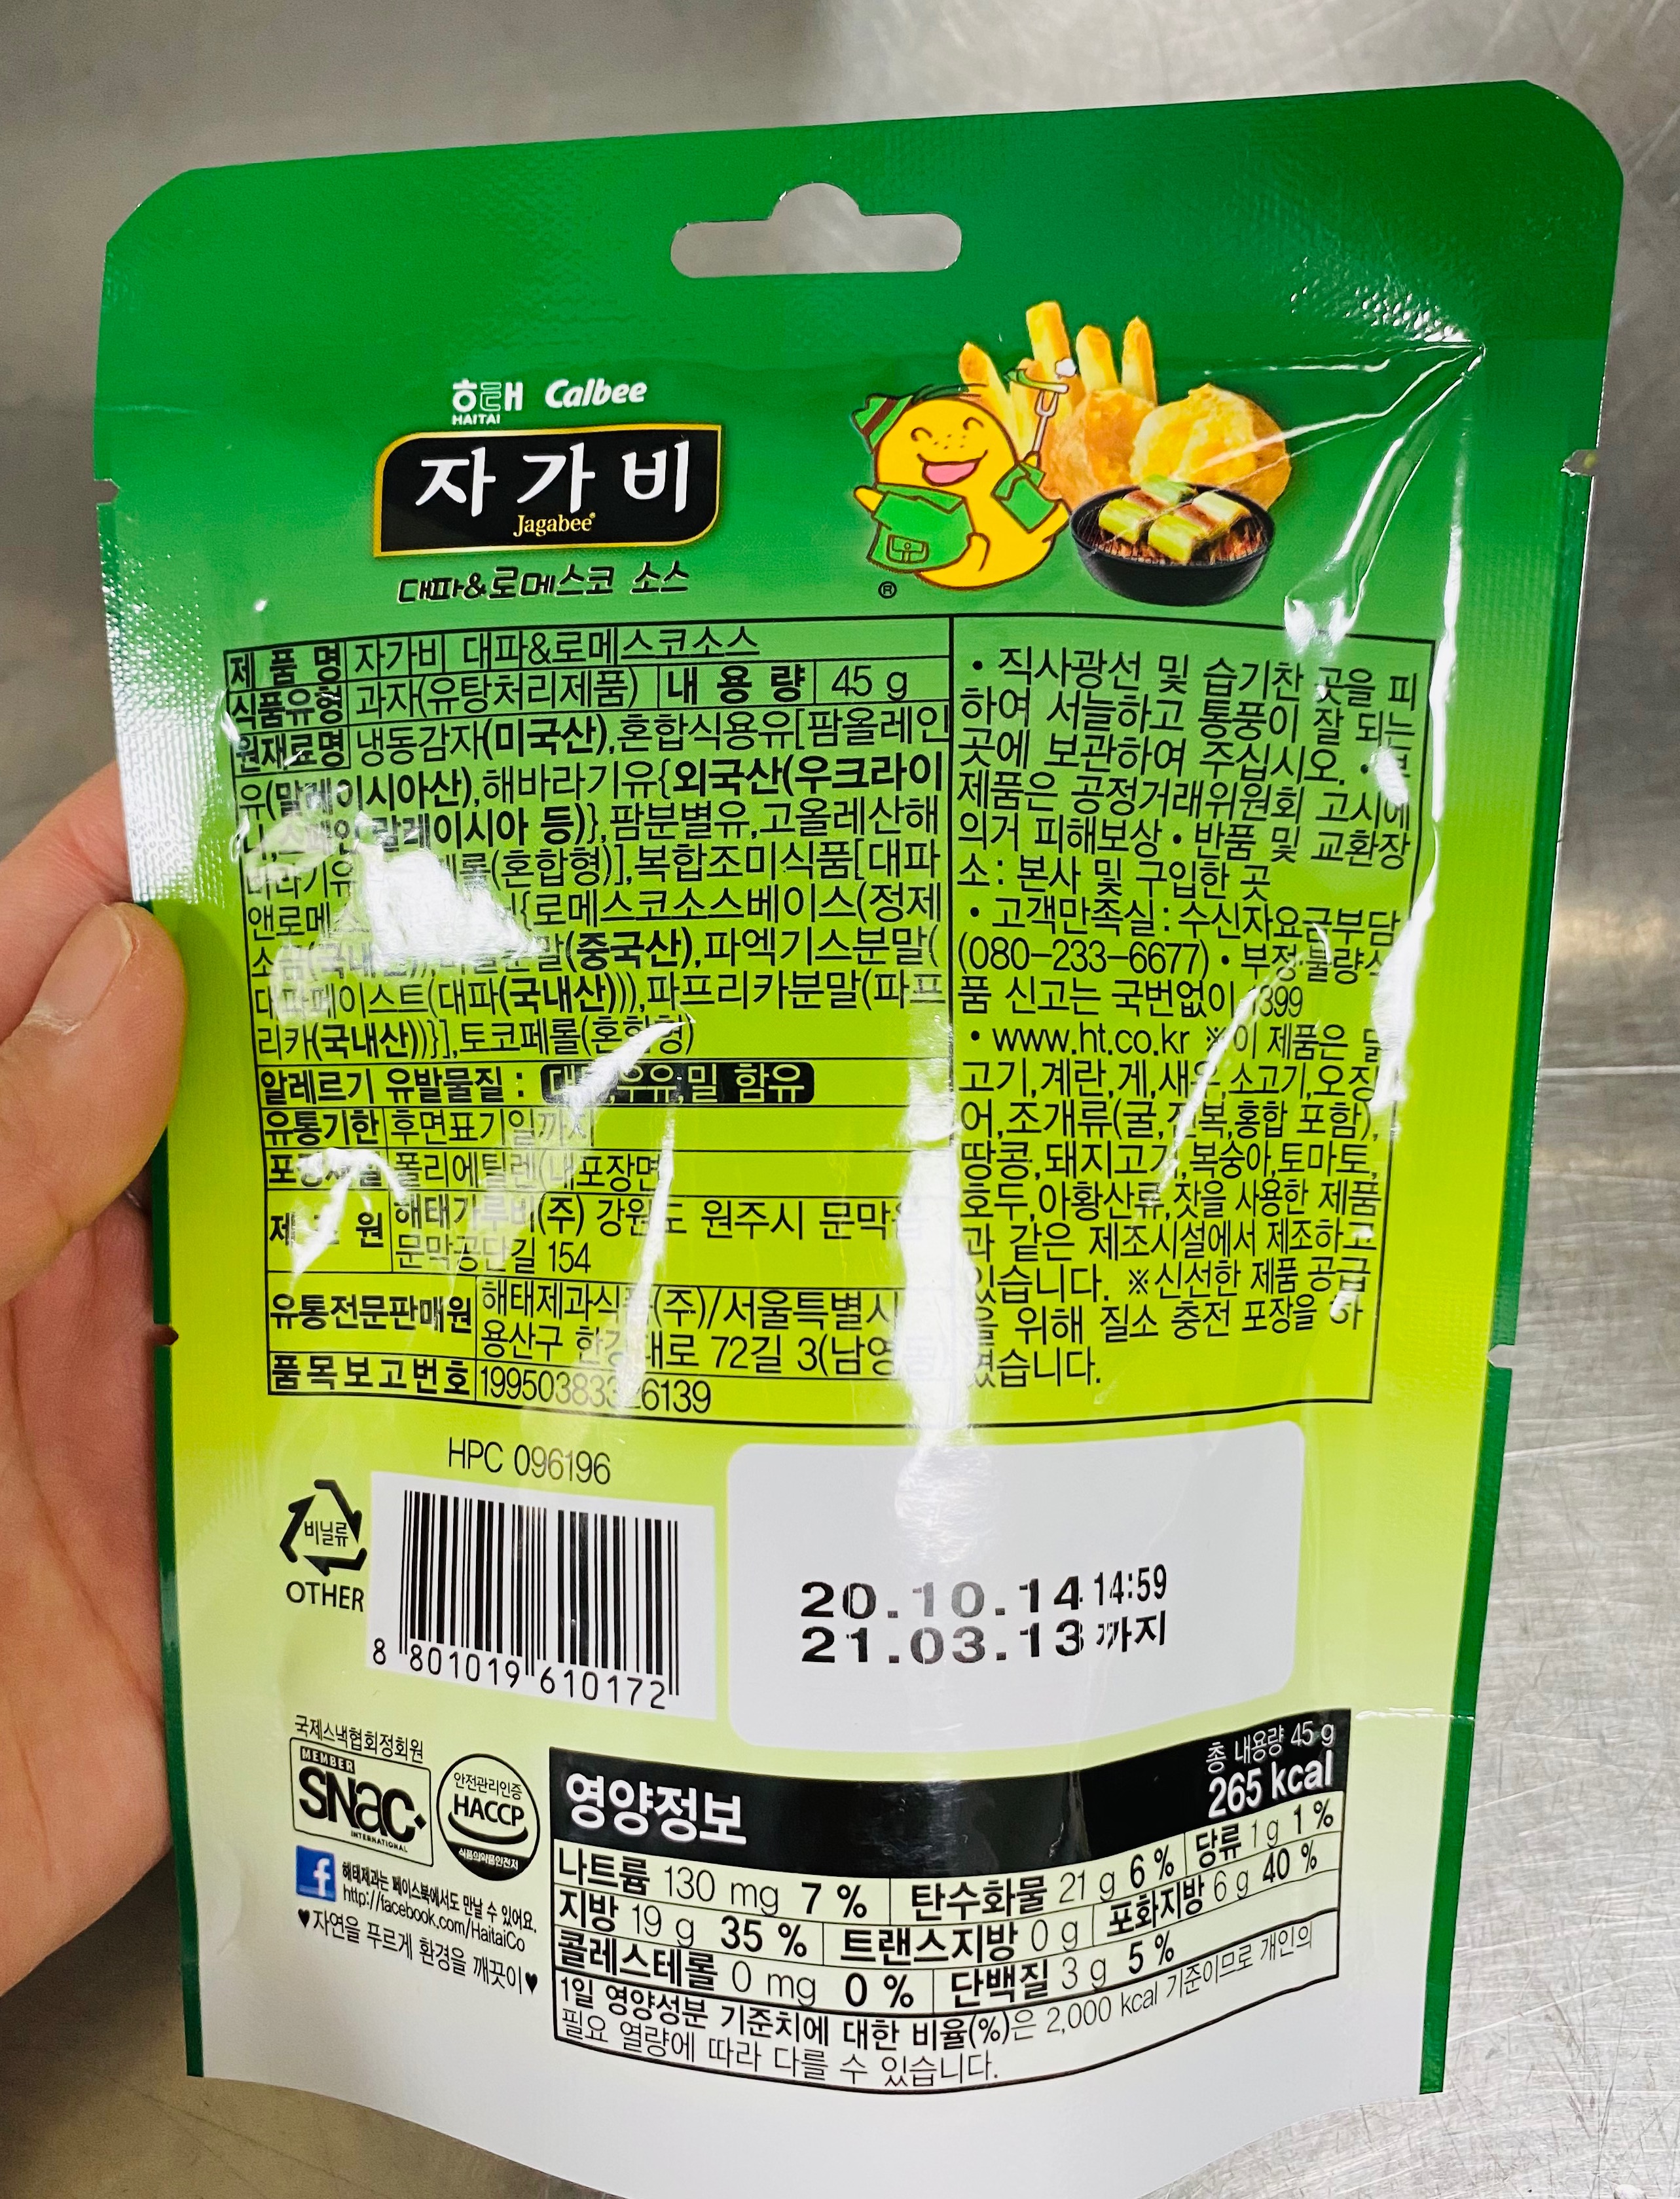 해태 Calbee
HAITAI
자가비
Jagabee
대파&로메스코 소스
®
제 품 명 자가비 대파&로메스코소스
식품유형 과자(유탕처리제품) 내 용 량 45 g
원재료명 냉동감자(미국산),혼합식용유[팜올레인
유(말레이시아산),해바라기유{외국산(우크라이
나,스페인,말레이시아 등)},팜분별유,고올레산해
바라기유 (혼합형)],복합조미식품[대파
앤로메스 {로메스코소스베이스(정제
(중국산),파엑기스분말(
대파페이스트(대파(국내산))),파프리카분말(파프
리카(국내산))}],토코페롤(혼합형)
알레르기 유발물질 : 우유,밀 함유
유통기한 후면표기일까지
포장재질 폴리에틸렌(내포장면
제 조 원 해태가루비(주) 강원도 원주시 문막읍
문막공단길 154
유통전문판매원 해태제과식품(주)/서울특별시
용산구 한강대로 72길 3(남영동)
품목보고번호
• 직사광선 및 습기찬 곳을 피
하여 서늘하고 통풍이 잘 되는
곳에 보관하여 주십시오. • 본
제품은 공정거래위원회 고시에
의거 피해보상 • 반품 및 교환장
소 : 본사 및 구입한 곳
• 고객만족실 : 수신자요금부담
(080-233-6677) • 부정·불량식
품 신고는 국번없이 1399
• www.ht.co.kr ※이 제품은 닭
고기,계란,게,새우,소고기,오징
어,조개류(굴,전복,홍합 포함),
땅콩,돼지고기,복숭아,토마토,
호두,아황산류,잣을 사용한 제품
과 같은 제조시설에서 제조하고
있습니다. ※신선한 제품 공급
을 위해 질소 충전 포장을 하
였습니다.
HPC 096196
비닐류
OTHER
8 801019 610172
20.10.14 14:59
21.03.13 까지
국제스낵협회정회원
MEMBER
SNAC
INTERNATIONAL
안전관리인증
HACCP
식품의약품안전처
f 해태제과는 페이스북에서도 만날 수 있어요.
http://facebook.com/HaitaiCo
♥자연을 푸르게 환경을 깨끗이♥
영양정보
총 내용량 45 g
265 kcal
나트륨 130 mg 7 % 탄수화물 21 g 6 % 당류 1 g 1 %
지방 19 g 35 % 트랜스지방 0 g 포화지방 6 g 40 %
콜레스테롤 0 mg 0 % 단백질 3 g 5 %
1일 영양성분 기준치에 대한 비율(%)은 2,000 kcal 기준이므로 개인의
필요 열량에 따라 다를 수 있습니다.